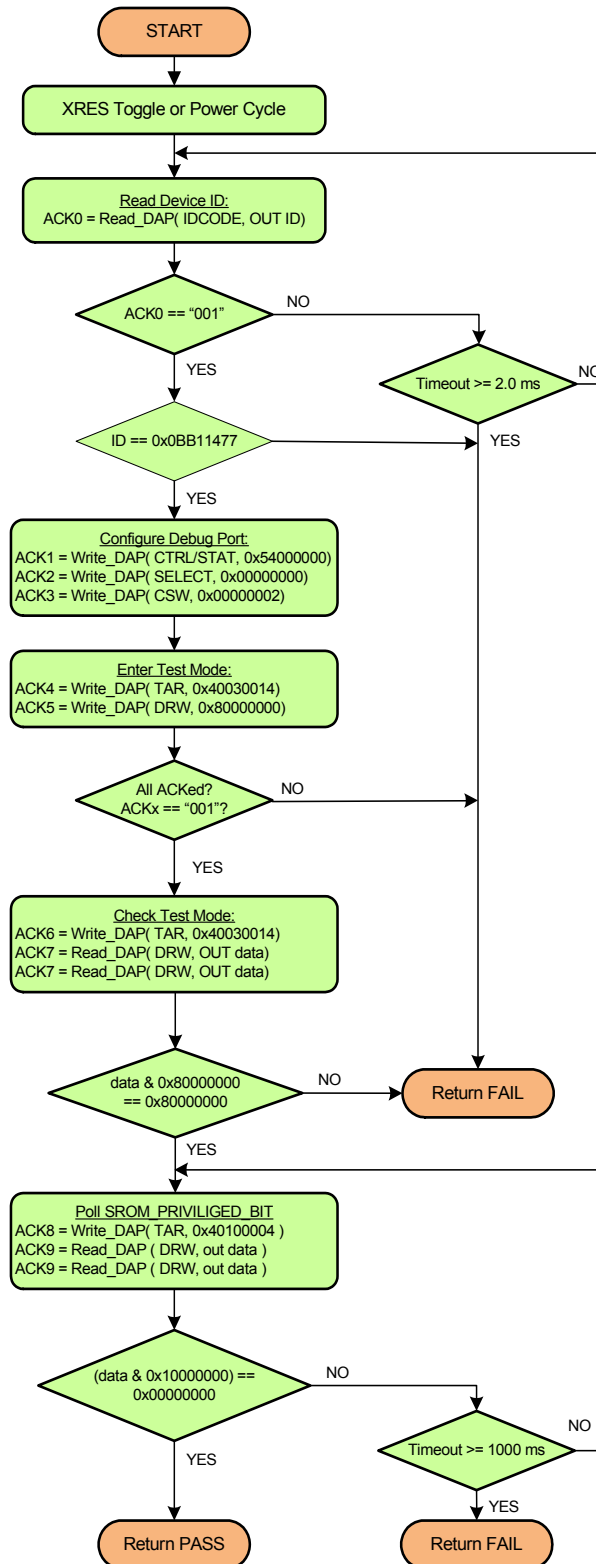 START
XRES Toggle or Power Cycle
Read Device ID:
ACK0 = Read_DAP( IDCODE, OUT ID)
ACK0 == “001”
NO
YES
Timeout >= 2.0 ms
NO
YES
ID == 0x0BB11477
YES
Configure Debug Port:
ACK1 = Write_DAP( CTRL/STAT, 0x54000000)
ACK2 = Write_DAP( SELECT, 0x00000000)
ACK3 = Write_DAP( CSW, 0x00000002)
Enter Test Mode:
ACK4 = Write_DAP( TAR, 0x40030014)
ACK5 = Write_DAP( DRW, 0x80000000)
All ACKed?
ACKx == “001”?
NO
YES
Check Test Mode:
ACK6 = Write_DAP( TAR, 0x40030014)
ACK7 = Read_DAP( DRW, OUT data)
ACK7 = Read_DAP( DRW, OUT data)
data & 0x80000000
== 0x80000000
NO
Return FAIL
YES
Poll SROM_PRIVILIGED_BIT
ACK8 = Write_DAP( TAR, 0x40100004 )
ACK9 = Read_DAP ( DRW, out data )
ACK9 = Read_DAP ( DRW, out data )
(data & 0x10000000) ==
0x00000000
NO
YES
Timeout >= 1000 ms
NO
YES
Return PASS
Return FAIL